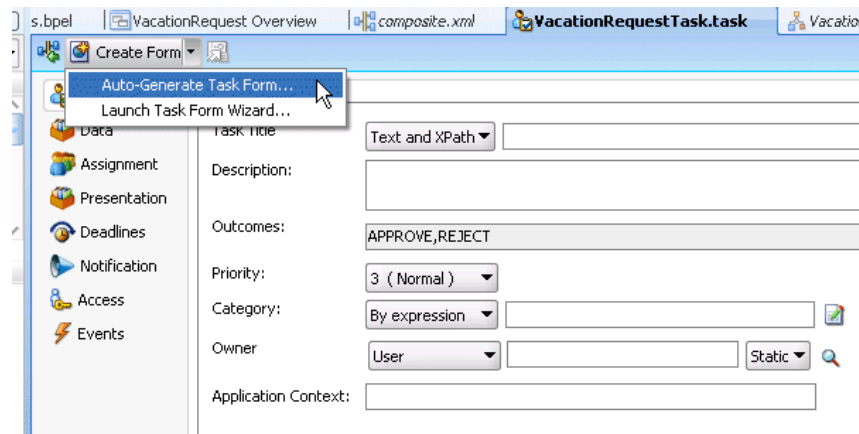 s.bpel VacationRequest Overview composite.xml VacationRequestTask.task Vacatio
Create Form
Auto-Generate Task Form...
Launch Task Form Wizard...
Data Task Title Text and XPath
Assignment Description:
Presentation
Deadlines Outcomes: APPROVE,REJECT
Notification Priority: 3 ( Normal )
Access Category: By expression
Events
Owner User Static
Application Context: